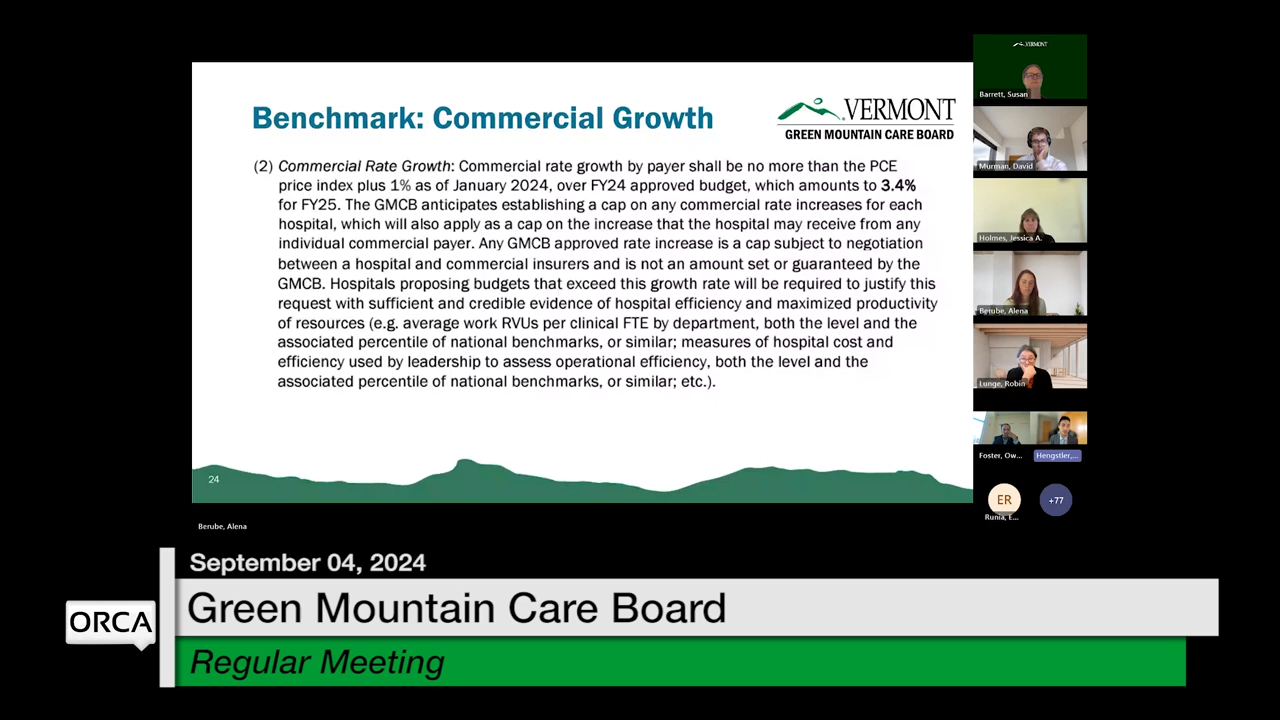 Benchmark: Commercial Growth
VERMONT
GREEN MOUNTAIN CARE BOARD
(2) Commercial Rate Growth: Commercial rate growth by payer shall be no more than the PCE
price index plus 1% as of January 2024, over FY24 approved budget, which amounts to 3.4%
for FY25. The GMCB anticipates establishing a cap on any commercial rate increases for each
hospital, which will also apply as a cap on the increase that the hospital may receive from any
individual commercial payer. Any GMCB approved rate increase is a cap subject to negotiation
between a hospital and commercial insurers and is not an amount set or guaranteed by the
GMCB. Hospitals proposing budgets that exceed this growth rate will be required to justify this
request with sufficient and credible evidence of hospital efficiency and maximized productivity
of resources (e.g. average work RVUs per clinical FTE by department, both the level and the
associated percentile of national benchmarks, or similar; measures of hospital cost and
efficiency used by leadership to assess operational efficiency, both the level and the
associated percentile of national benchmarks, or similar; etc.).
24
VERMONT
Barrett, Susan
Murman, David
Holmes, Jessica A.
Berube, Alena
Lunge, Robin
Foster, Ow...
Hengstler,...
ER
+77
Runia, E...
Berube, Alena
September 04, 2024
ORCA
Green Mountain Care Board
Regular Meeting